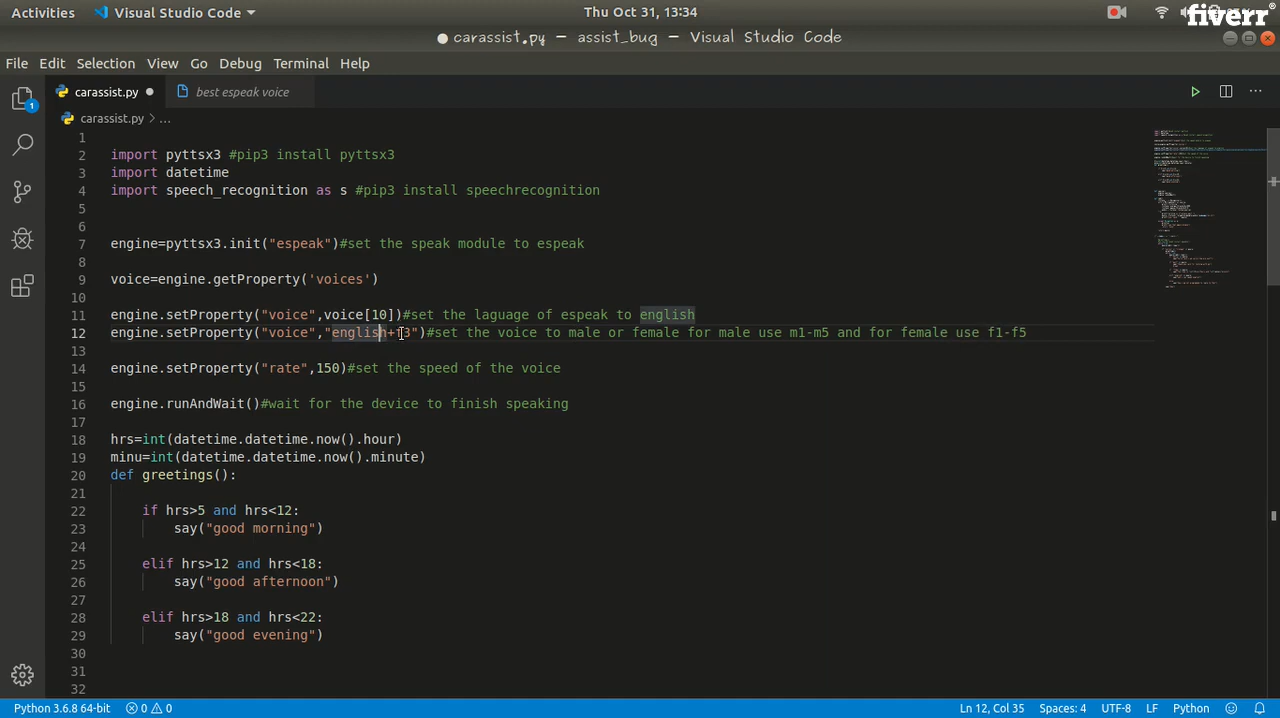 Activities
Visual Studio Code
Thu Oct 31, 13:34
fiverr®
● carassist.py — assist_bug — Visual Studio Code
File Edit Selection View Go Debug Terminal Help
carassist.py ●
best espeak voice
1
carassist.py > ...
1
2 import pyttsx3 #pip3 install pyttsx3
3 import datetime
4 import speech_recognition as s #pip3 install speechrecognition
5
6
7 engine=pyttsx3.init("espeak")#set the speak module to espeak
8
9 voice=engine.getProperty('voices')
10
11 engine.setProperty("voice",voice[10])#set the laguage of espeak to english
12 engine.setProperty("voice","english+f3")#set the voice to male or female for male use m1-m5 and for female use f1-f5
13
14 engine.setProperty("rate",150)#set the speed of the voice
15
16 engine.runAndWait()#wait for the device to finish speaking
17
18 hrs=int(datetime.datetime.now().hour)
19 minu=int(datetime.datetime.now().minute)
20 def greetings():
21
22 if hrs>5 and hrs<12:
23 say("good morning")
24
25 elif hrs>12 and hrs<18:
26 say("good afternoon")
27
28 elif hrs>18 and hrs<22:
29 say("good evening")
30
31
32
Python 3.6.8 64-bit 0 0 Ln 12, Col 35 Spaces: 4 UTF-8 LF Python